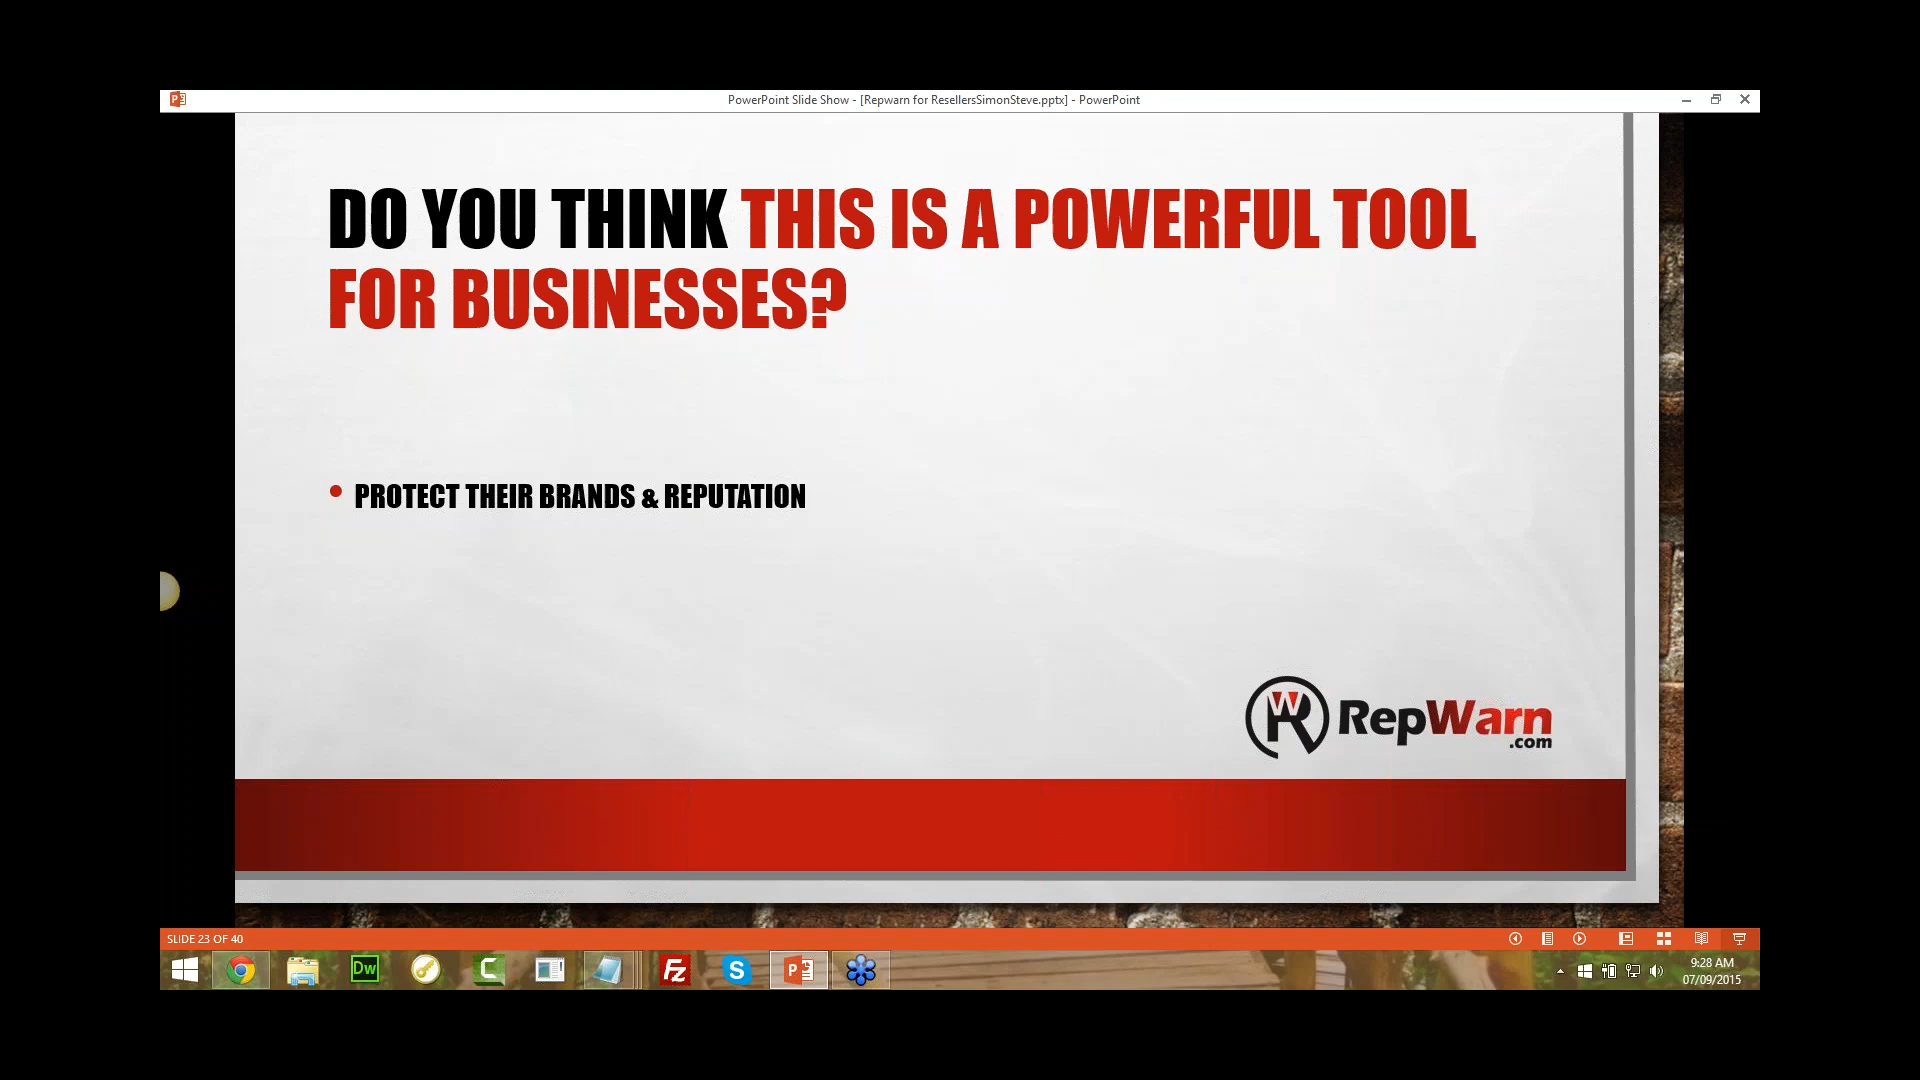 PowerPoint Slide Show - [Repwarn for ResellersSimonSteve.pptx] - PowerPoint
DO YOU THINK THIS IS A POWERFUL TOOL
FOR BUSINESSES?
• PROTECT THEIR BRANDS & REPUTATION
RepWarn
.com
SLIDE 23 OF 40
Dw
9:28 AM
07/09/2015